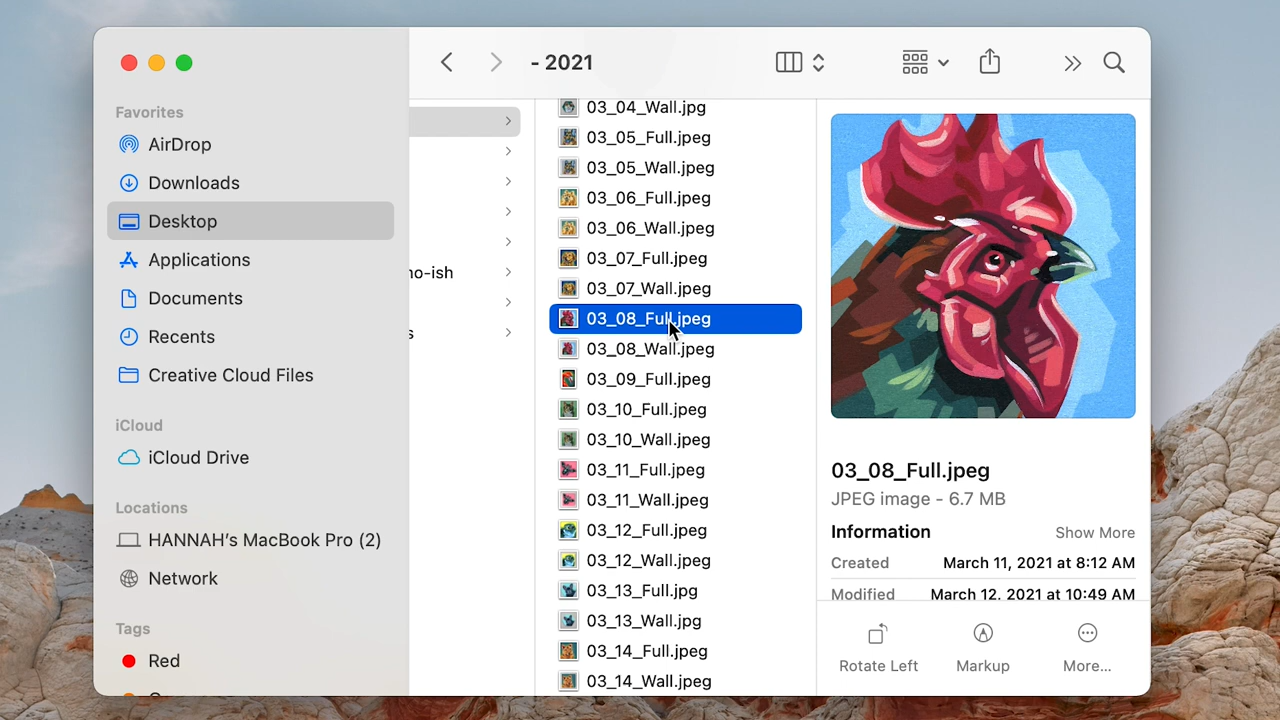 - 2021
Favorites
AirDrop
Downloads
Desktop
Applications
Documents
Recents
Creative Cloud Files
iCloud
iCloud Drive
Locations
HANNAH's MacBook Pro (2)
Network
Tags
Red
no-ish
s
03_04_Wall.jpg
03_05_Full.jpeg
03_05_Wall.jpeg
03_06_Full.jpeg
03_06_Wall.jpeg
03_07_Full.jpeg
03_07_Wall.jpeg
03_08_Full.jpeg
03_08_Wall.jpeg
03_09_Full.jpeg
03_10_Full.jpeg
03_10_Wall.jpeg
03_11_Full.jpeg
03_11_Wall.jpeg
03_12_Full.jpeg
03_12_Wall.jpeg
03_13_Full.jpg
03_13_Wall.jpg
03_14_Full.jpeg
03_14_Wall.jpeg
03_08_Full.jpeg
JPEG image - 6.7 MB
Information Show More
Created March 11, 2021 at 8:12 AM
Modified March 12, 2021 at 10:49 AM
Rotate Left Markup More...